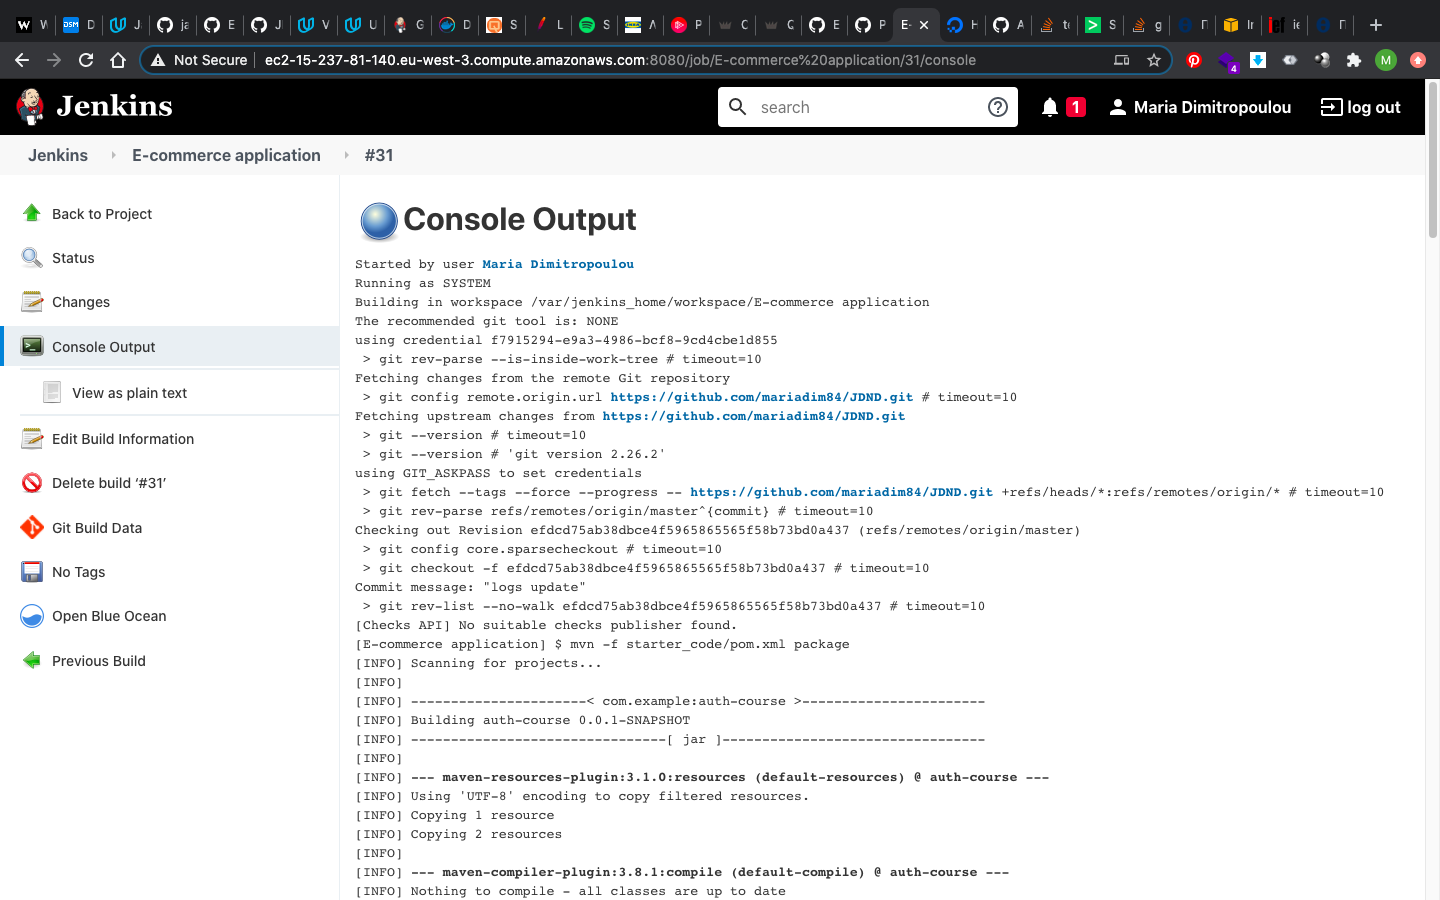 W D J ja E J V U G D S L S A P C C E P E- H A te S g Π Ir ie Π
Not Secure ec2-15-237-81-140.eu-west-3.compute.amazonaws.com:8080/job/E-commerce%20application/31/console 4 M
Jenkins search 1 Maria Dimitropoulou log out
Jenkins E-commerce application #31
Back to Project
Status
Changes
Console Output
View as plain text
Edit Build Information
Delete build ‘#31’
Git Build Data
No Tags
Open Blue Ocean
Previous Build
Console Output
Started by user Maria Dimitropoulou
Running as SYSTEM
Building in workspace /var/jenkins_home/workspace/E-commerce application
The recommended git tool is: NONE
using credential f7915294-e9a3-4986-bcf8-9cd4cbe1d855
> git rev-parse --is-inside-work-tree # timeout=10
Fetching changes from the remote Git repository
> git config remote.origin.url https://github.com/mariadim84/JDND.git # timeout=10
Fetching upstream changes from https://github.com/mariadim84/JDND.git
> git --version # timeout=10
> git --version # 'git version 2.26.2'
using GIT_ASKPASS to set credentials
> git fetch --tags --force --progress -- https://github.com/mariadim84/JDND.git +refs/heads/*:refs/remotes/origin/* # timeout=10
> git rev-parse refs/remotes/origin/master^{commit} # timeout=10
Checking out Revision efdcd75ab38dbce4f5965865565f58b73bd0a437 (refs/remotes/origin/master)
> git config core.sparsecheckout # timeout=10
> git checkout -f efdcd75ab38dbce4f5965865565f58b73bd0a437 # timeout=10
Commit message: "logs update"
> git rev-list --no-walk efdcd75ab38dbce4f5965865565f58b73bd0a437 # timeout=10
[Checks API] No suitable checks publisher found.
[E-commerce application] $ mvn -f starter_code/pom.xml package
[INFO] Scanning for projects...
[INFO]
[INFO] ----------------------< com.example:auth-course >-----------------------
[INFO] Building auth-course 0.0.1-SNAPSHOT
[INFO] --------------------------------[ jar ]---------------------------------
[INFO]
[INFO] --- maven-resources-plugin:3.1.0:resources (default-resources) @ auth-course ---
[INFO] Using 'UTF-8' encoding to copy filtered resources.
[INFO] Copying 1 resource
[INFO] Copying 2 resources
[INFO]
[INFO] --- maven-compiler-plugin:3.8.1:compile (default-compile) @ auth-course ---
[INFO] Nothing to compile - all classes are up to date